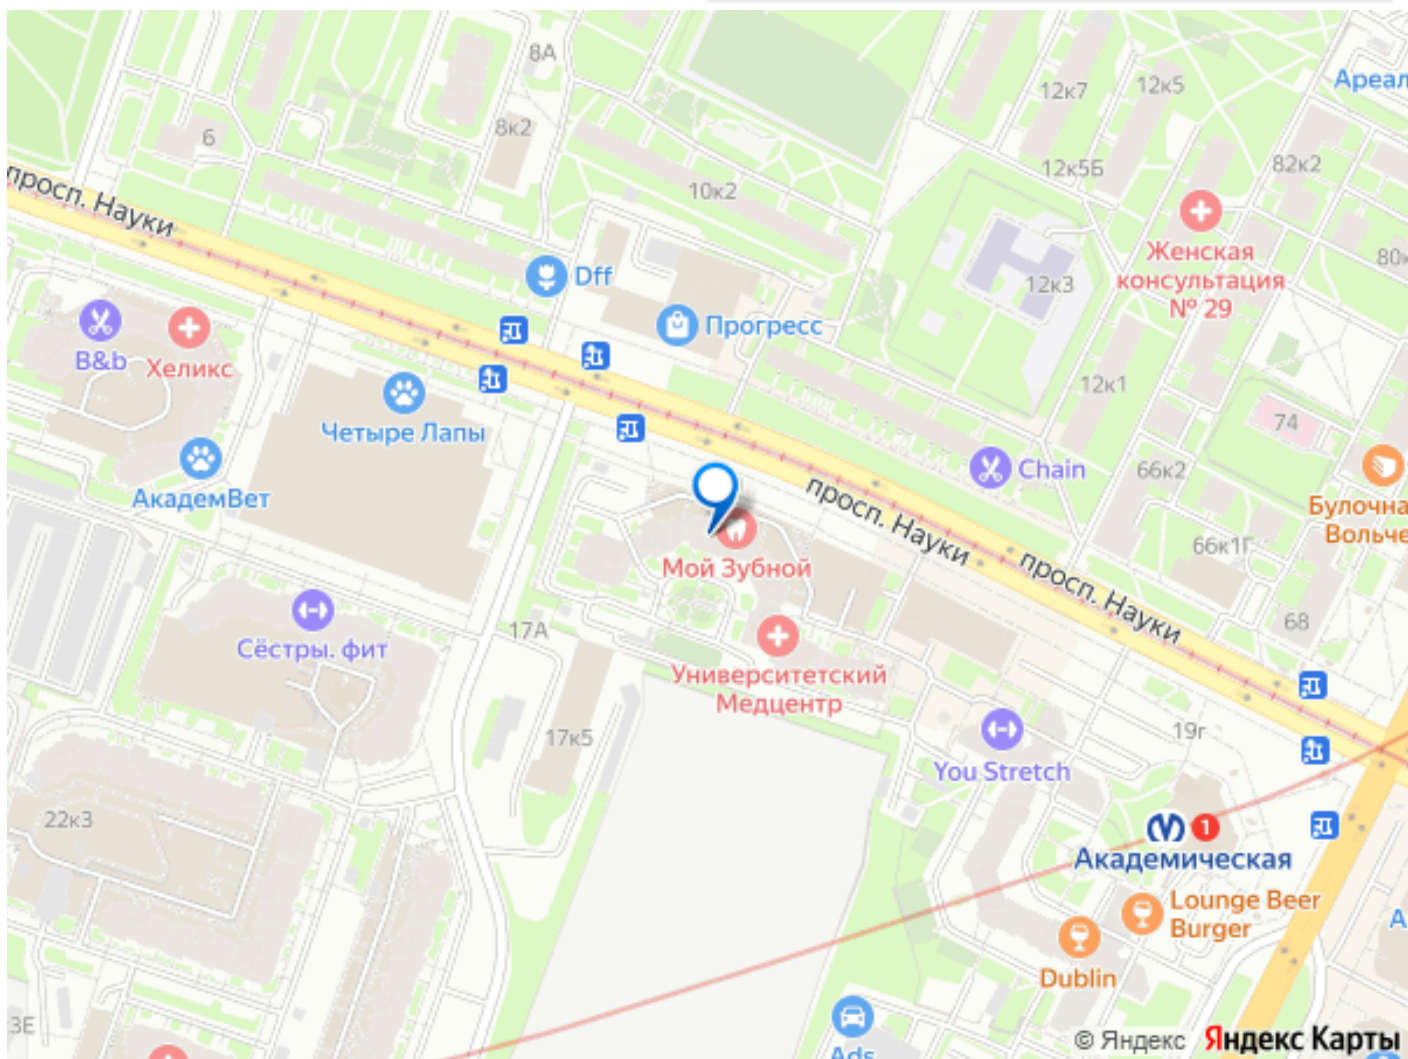 8А
12к7
12к5
Ареал
8к2
6
12к5Б
82к2
10к2
просп. Науки
Женская
консультация
№ 29
80к
Dff
12к3
Прогресс
B&b
Хеликс
12к1
Четыре Лапы
74
АкадемВет
Chain
66к2
просп. Науки
Булочна
Вольче
66к1Г
Мой Зубной
просп. Науки
68
17А
Сёстры. фит
Университетский
Медцентр
17к5
19г
You Stretch
22к3
1
Академическая
Lounge Beer
Burger
А
Dublin
3Е
Ads
© Яндекс Яндекс Карты